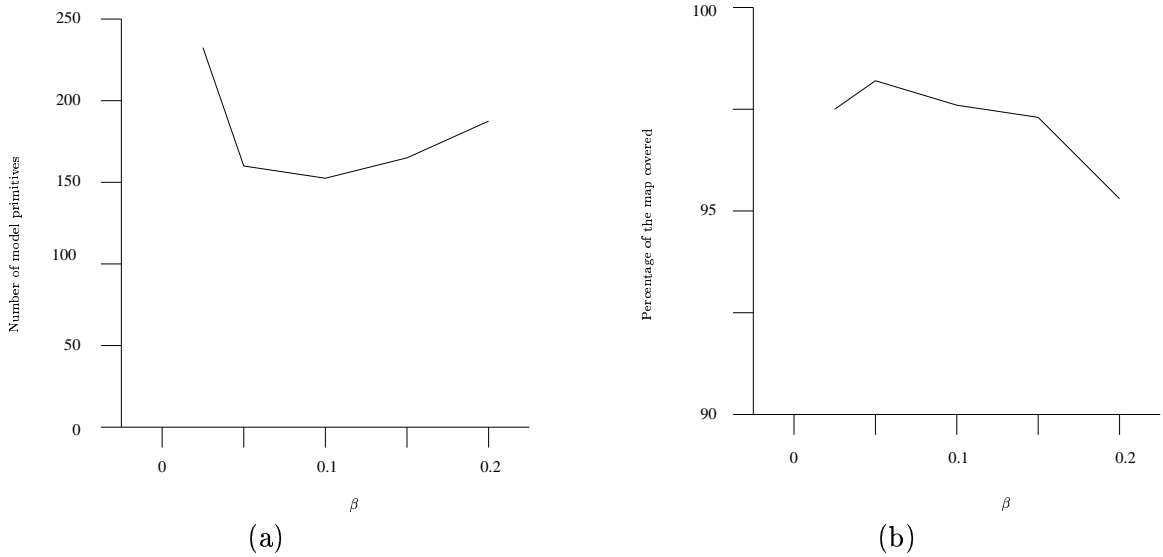 250
200
150
100
50
0
Number of model primitives
0 0.1 0.2
β
(a)
100
95
90
Percentage of the map covered
0 0.1 0.2
β
(b)